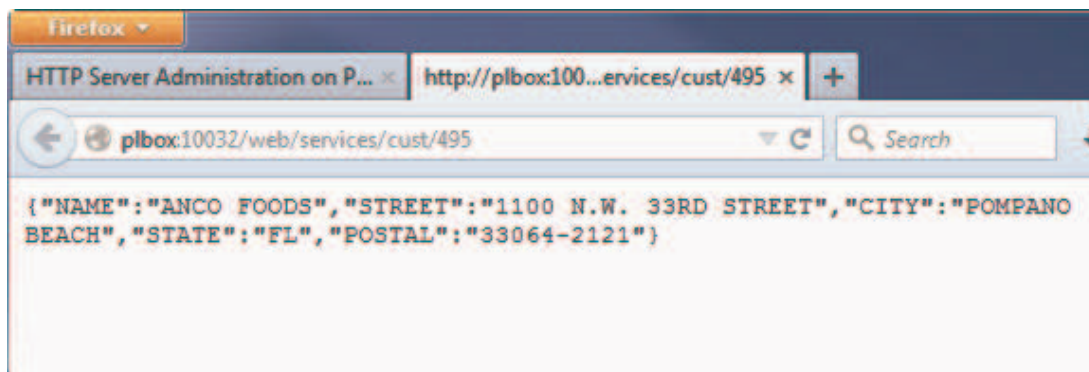 Firefox
HTTP Server Administration on P... × http://plbox:100...ervices/cust/495 × +
plbox:10032/web/services/cust/495 Search
{"NAME":"ANCO FOODS","STREET":"1100 N.W. 33RD STREET","CITY":"POMPANO
BEACH","STATE":"FL","POSTAL":"33064-2121"}